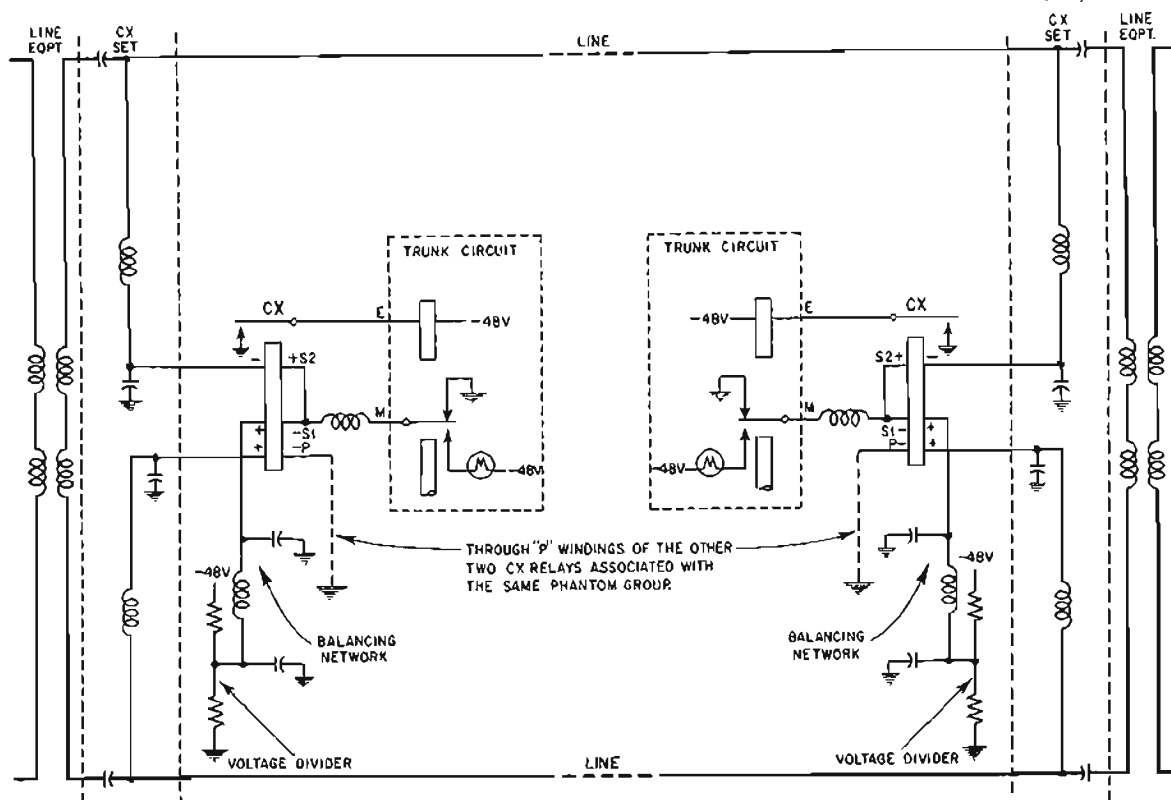 LINE EQPT
CX SET
LINE
CX SET
LINE EQPT.
TRUNK CIRCUIT
TRUNK CIRCUIT
CX
E
-48V
-48V
E
CX
-
+S2
S2+
-
M
M
+
-S1
S1-
+
+
-P
P-
+
-48V
-48V
THROUGH "P" WINDINGS OF THE OTHER
TWO CX RELAYS ASSOCIATED WITH
THE SAME PHANTOM GROUP.
-48V
-48V
BALANCING
NETWORK
BALANCING
NETWORK
VOLTAGE DIVIDER
LINE
VOLTAGE DIVIDER